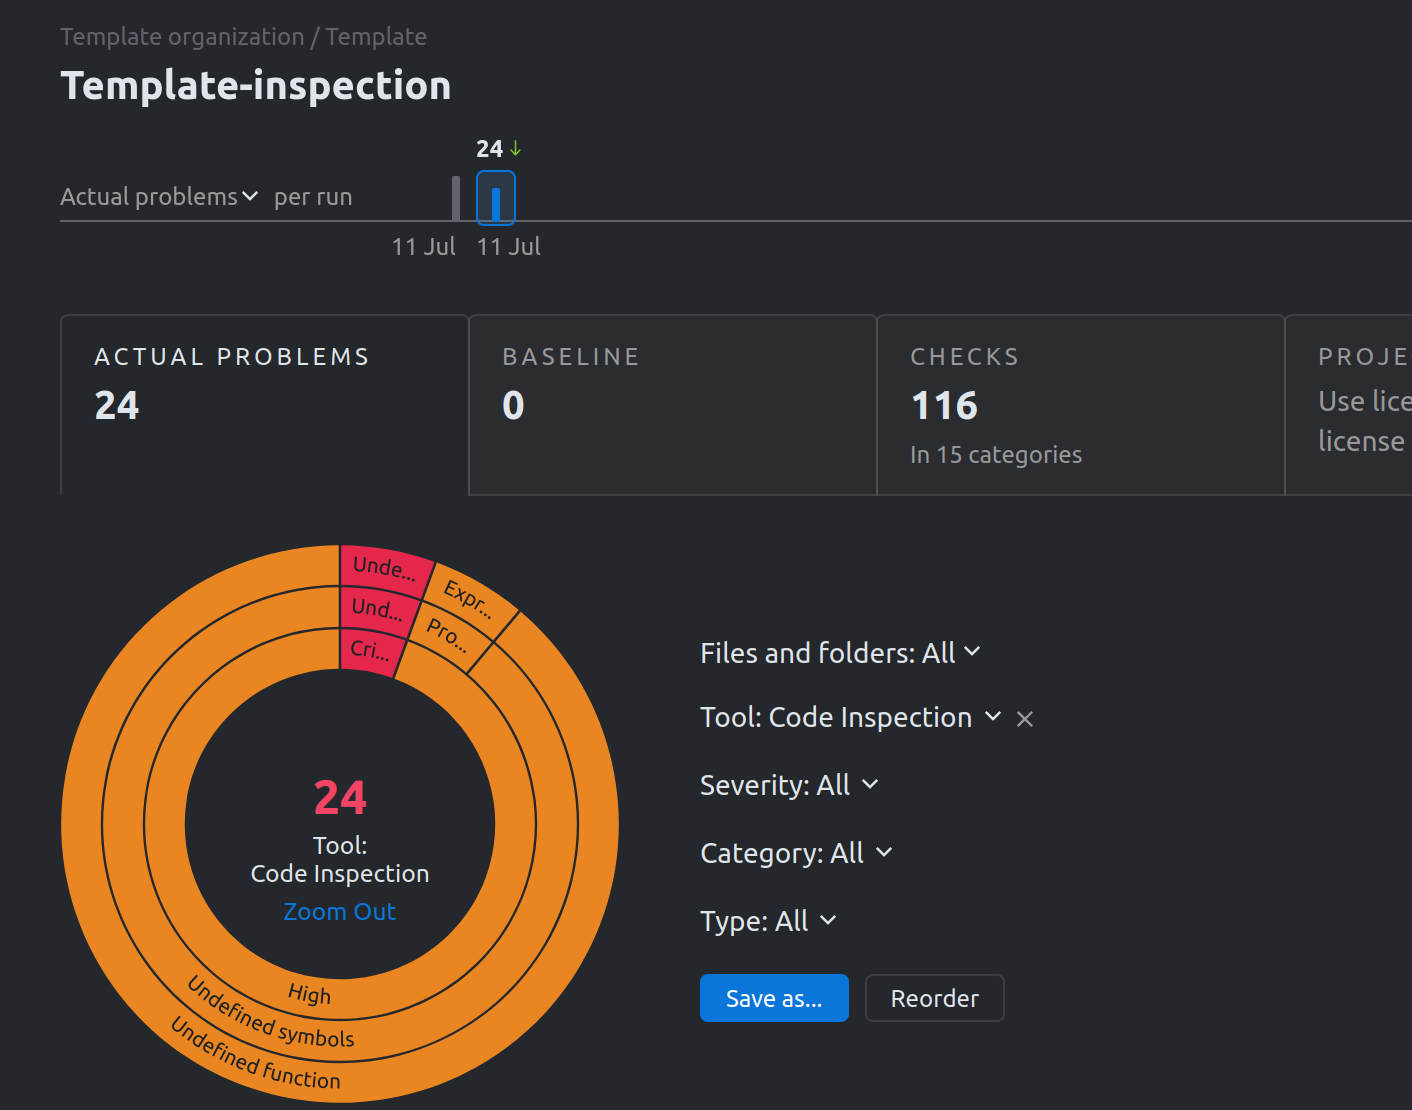 Template organization / Template
Template-inspection
24
Actual problems per run
11 Jul 11 Jul
ACTUAL PROBLEMS
24
BASELINE
0
CHECKS
116
In 15 categories
PROJE
Use lice
license
Unde...
Und...
Cri...
Expr...
Pro...
24
Tool:
Code Inspection
Zoom Out
High
Undefined symbols
Undefined function
Files and folders: All
Tool: Code Inspection
Severity: All
Category: All
Type: All
Save as...
Reorder